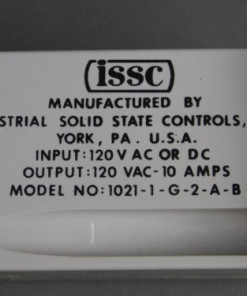 issc
MANUFACTURED BY
STRIAL SOLID STATE CONTROLS,
YORK, PA. U.S.A.
INPUT: 120 V AC OR DC
OUTPUT: 120 VAC-10 AMPS
MODEL NO: 1021-1-G-2-A-B